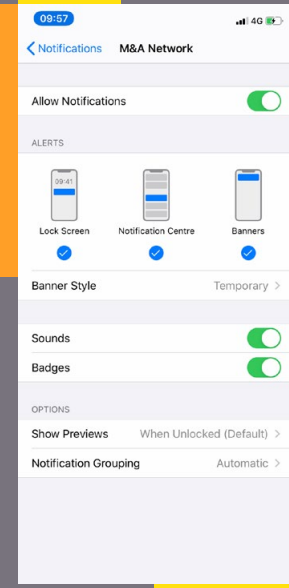 09:57
4G
Notifications M&A Network
Allow Notifications
ALERTS
09:41
Lock Screen Notification Centre Banners
Banner Style Temporary
Sounds
Badges
OPTIONS
Show Previews When Unlocked (Default)
Notification Grouping Automatic